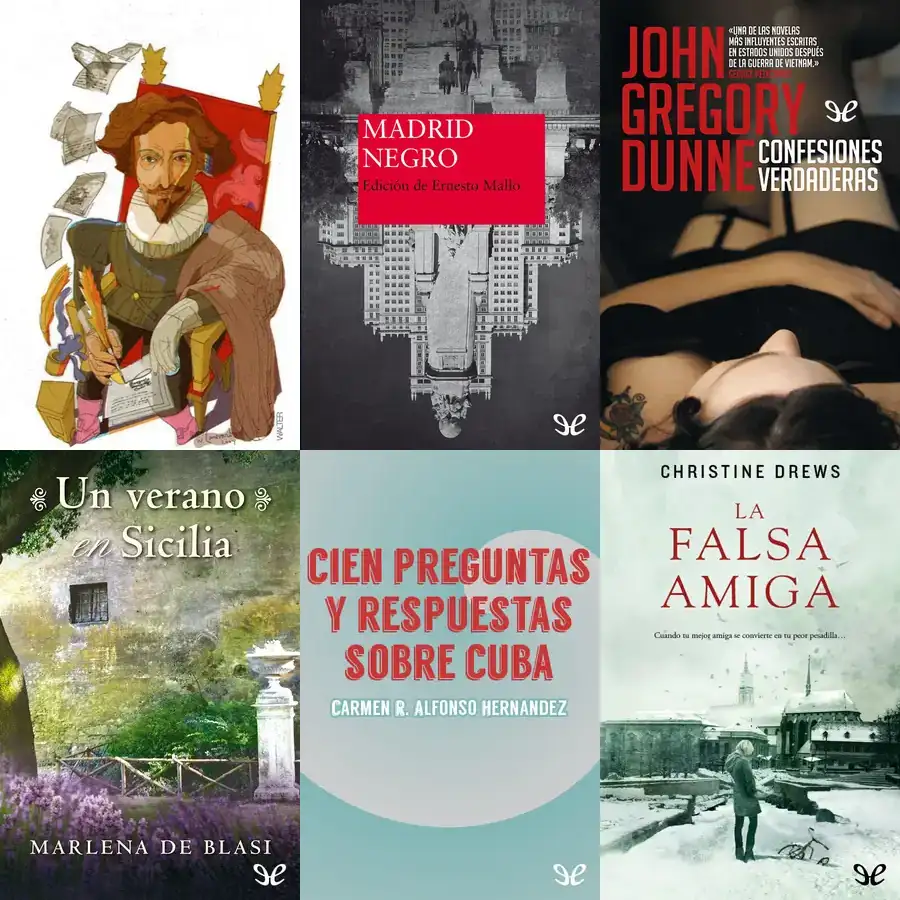 WALTER
MADRID
NEGRO
Edición de Ernesto Mallo
JOHN
GREGORY
DUNNE
«UNA DE LAS NOVELAS
MÁS INFLUYENTES ESCRITAS
EN ESTADOS UNIDOS DESPUÉS
DE LA GUERRA DE VIETNAM.»
CONFESIONES
VERDADERAS
Un verano
en Sicilia
MARLENA DE BLASI
CIEN PREGUNTAS
Y RESPUESTAS
SOBRE CUBA
CARMEN R. ALFONSO HERNANDEZ
CHRISTINE DREWS
LA
FALSA
AMIGA
Cuando tu mejor amiga se convierte en tu peor pesadilla…